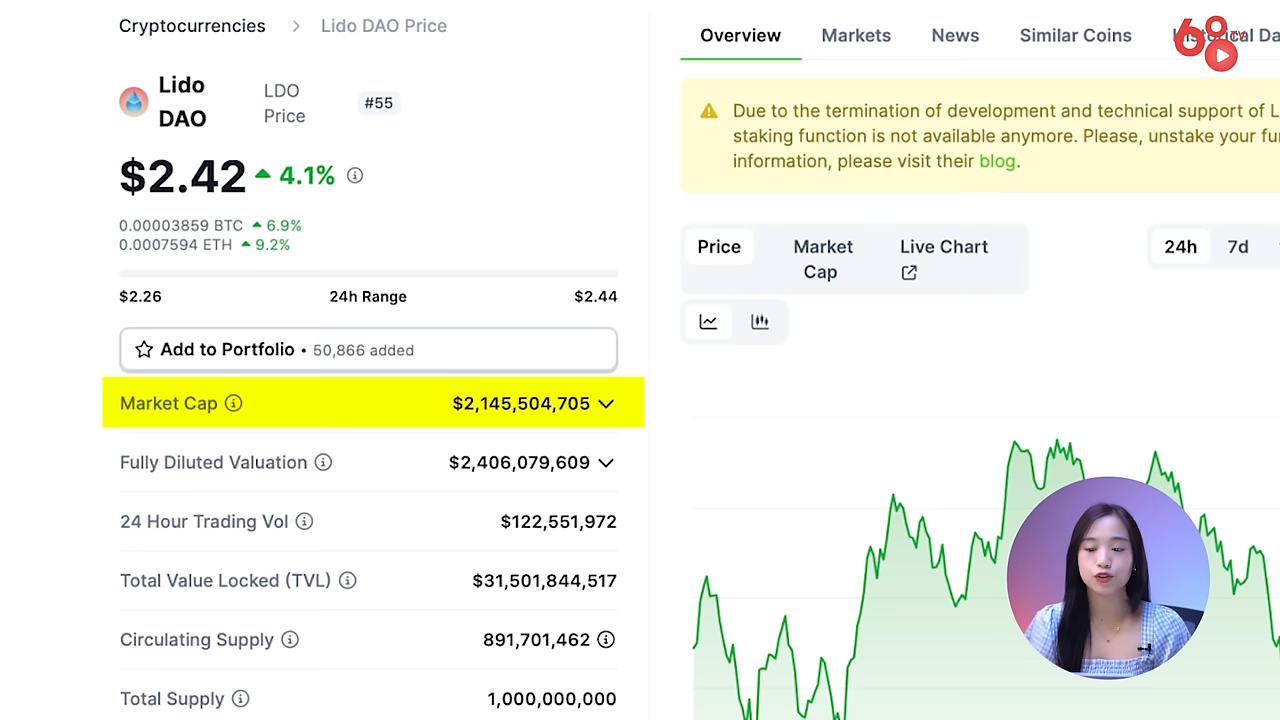 Cryptocurrencies > Lido DAO Price
Lido DAO
LDO Price
#55
$2.42 4.1%
0.00003859 BTC 6.9%
0.0007594 ETH 9.2%
$2.26 24h Range $2.44
Add to Portfolio • 50,866 added
Market Cap $2,145,504,705
Fully Diluted Valuation $2,406,079,609
24 Hour Trading Vol $122,551,972
Total Value Locked (TVL) $31,501,844,517
Circulating Supply 891,701,462
Total Supply 1,000,000,000
Overview Markets News Similar Coins Historical Da
68 TV
Due to the termination of development and technical support of L
staking function is not available anymore. Please, unstake your fu
information, please visit their blog.
Price Market Cap Live Chart
24h 7d